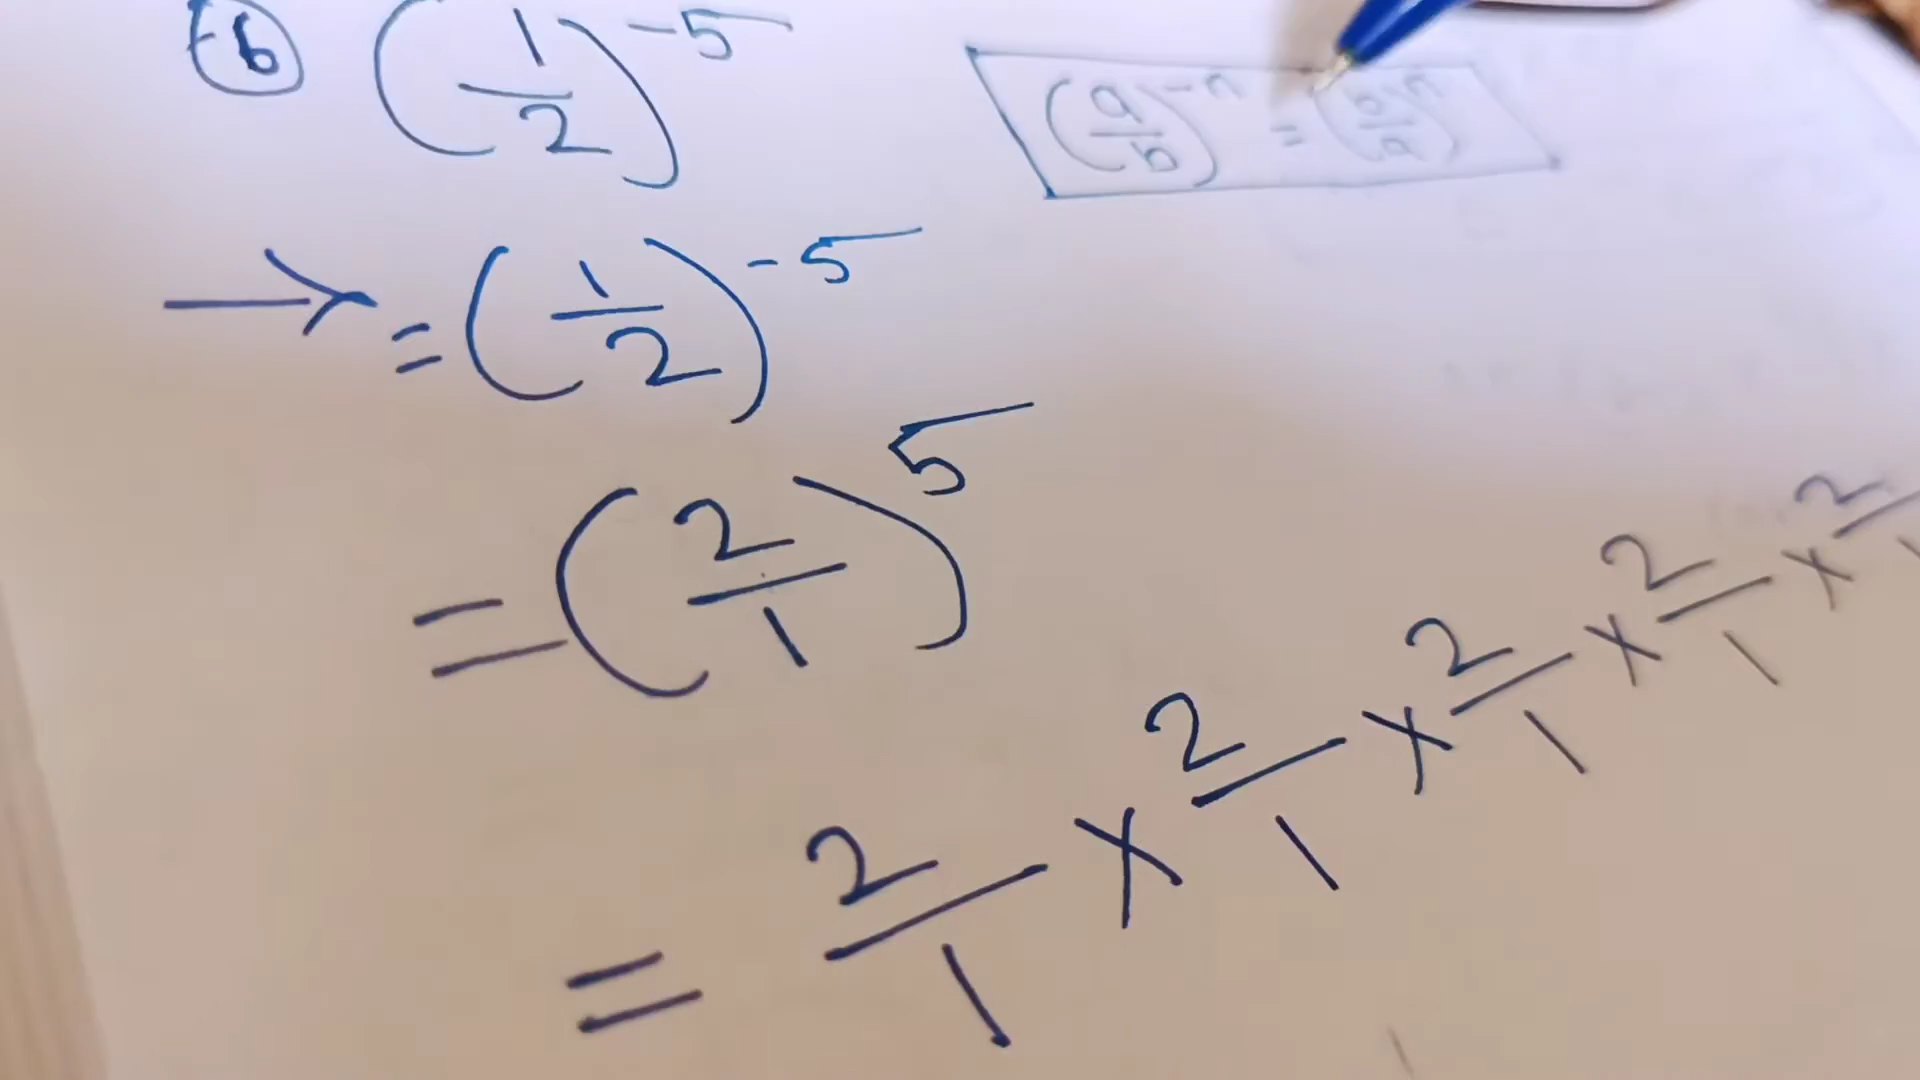 (6) (1/2)^-5
(a/b)^-n = (b/a)^n
→ = (1/2)^-5
= (2/1)^5
= 2/1 × 2/1 × 2/1 × 2/1 × 2/1